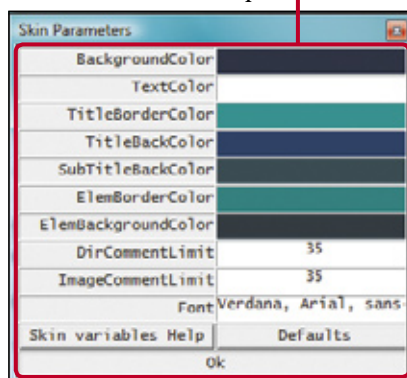 Skin Parameters
BackgroundColor
TextColor
TitleBorderColor
TitleBackColor
SubTitleBackColor
ElemBorderColor
ElemBackgroundColor
DirCommentLimit 35
ImageCommentLimit 35
Font Verdana, Arial, sans-
Skin variables Help Defaults
Ok